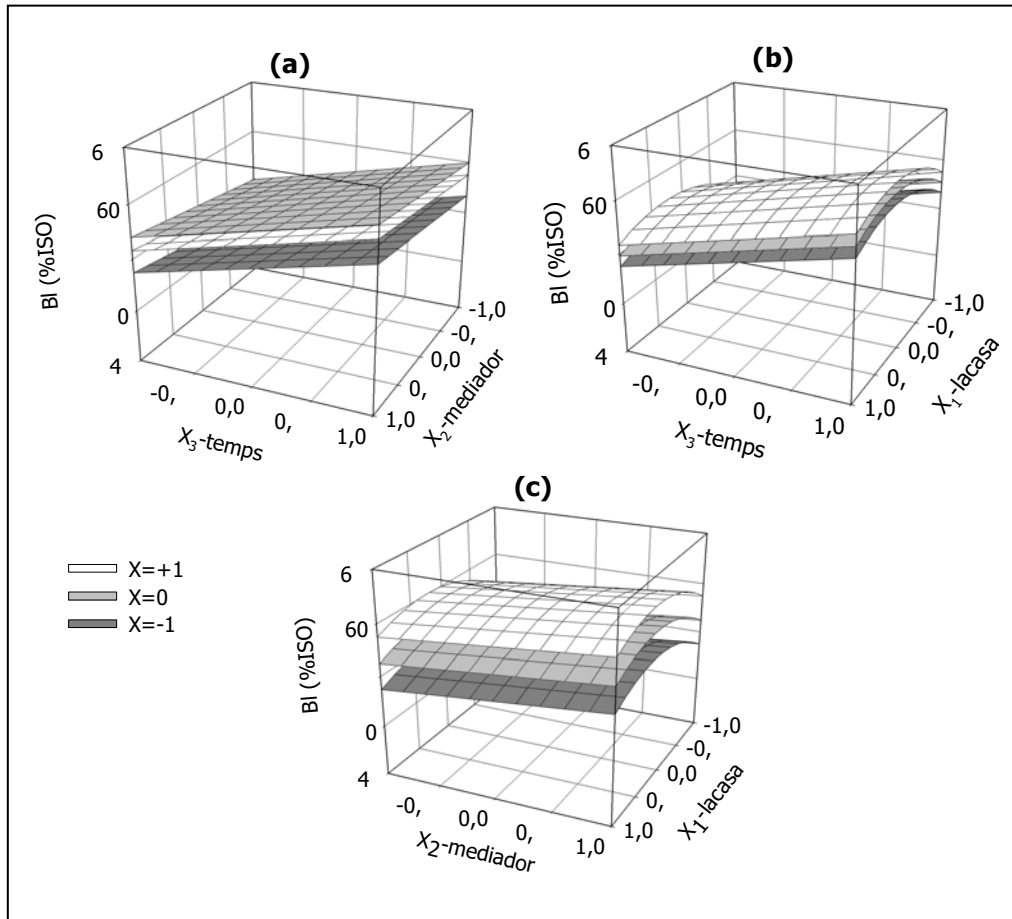 (a)
6
60
0
4
Bl (%ISO)
-0,
0,0
0,
1,0
X3-temps
1,0
0,
0,0
-0,
-1,0
X2-mediador
(b)
6
60
0
4
Bl (%ISO)
-0,
0,0
0,
1,0
X3-temps
1,0
0,
0,0
-0,
-1,0
X1-lacasa
(c)
6
60
0
4
Bl (%ISO)
-0,
0,0
0,
1,0
X2-mediador
1,0
0,
0,0
-0,
-1,0
X1-lacasa
X=+1
X=0
X=-1